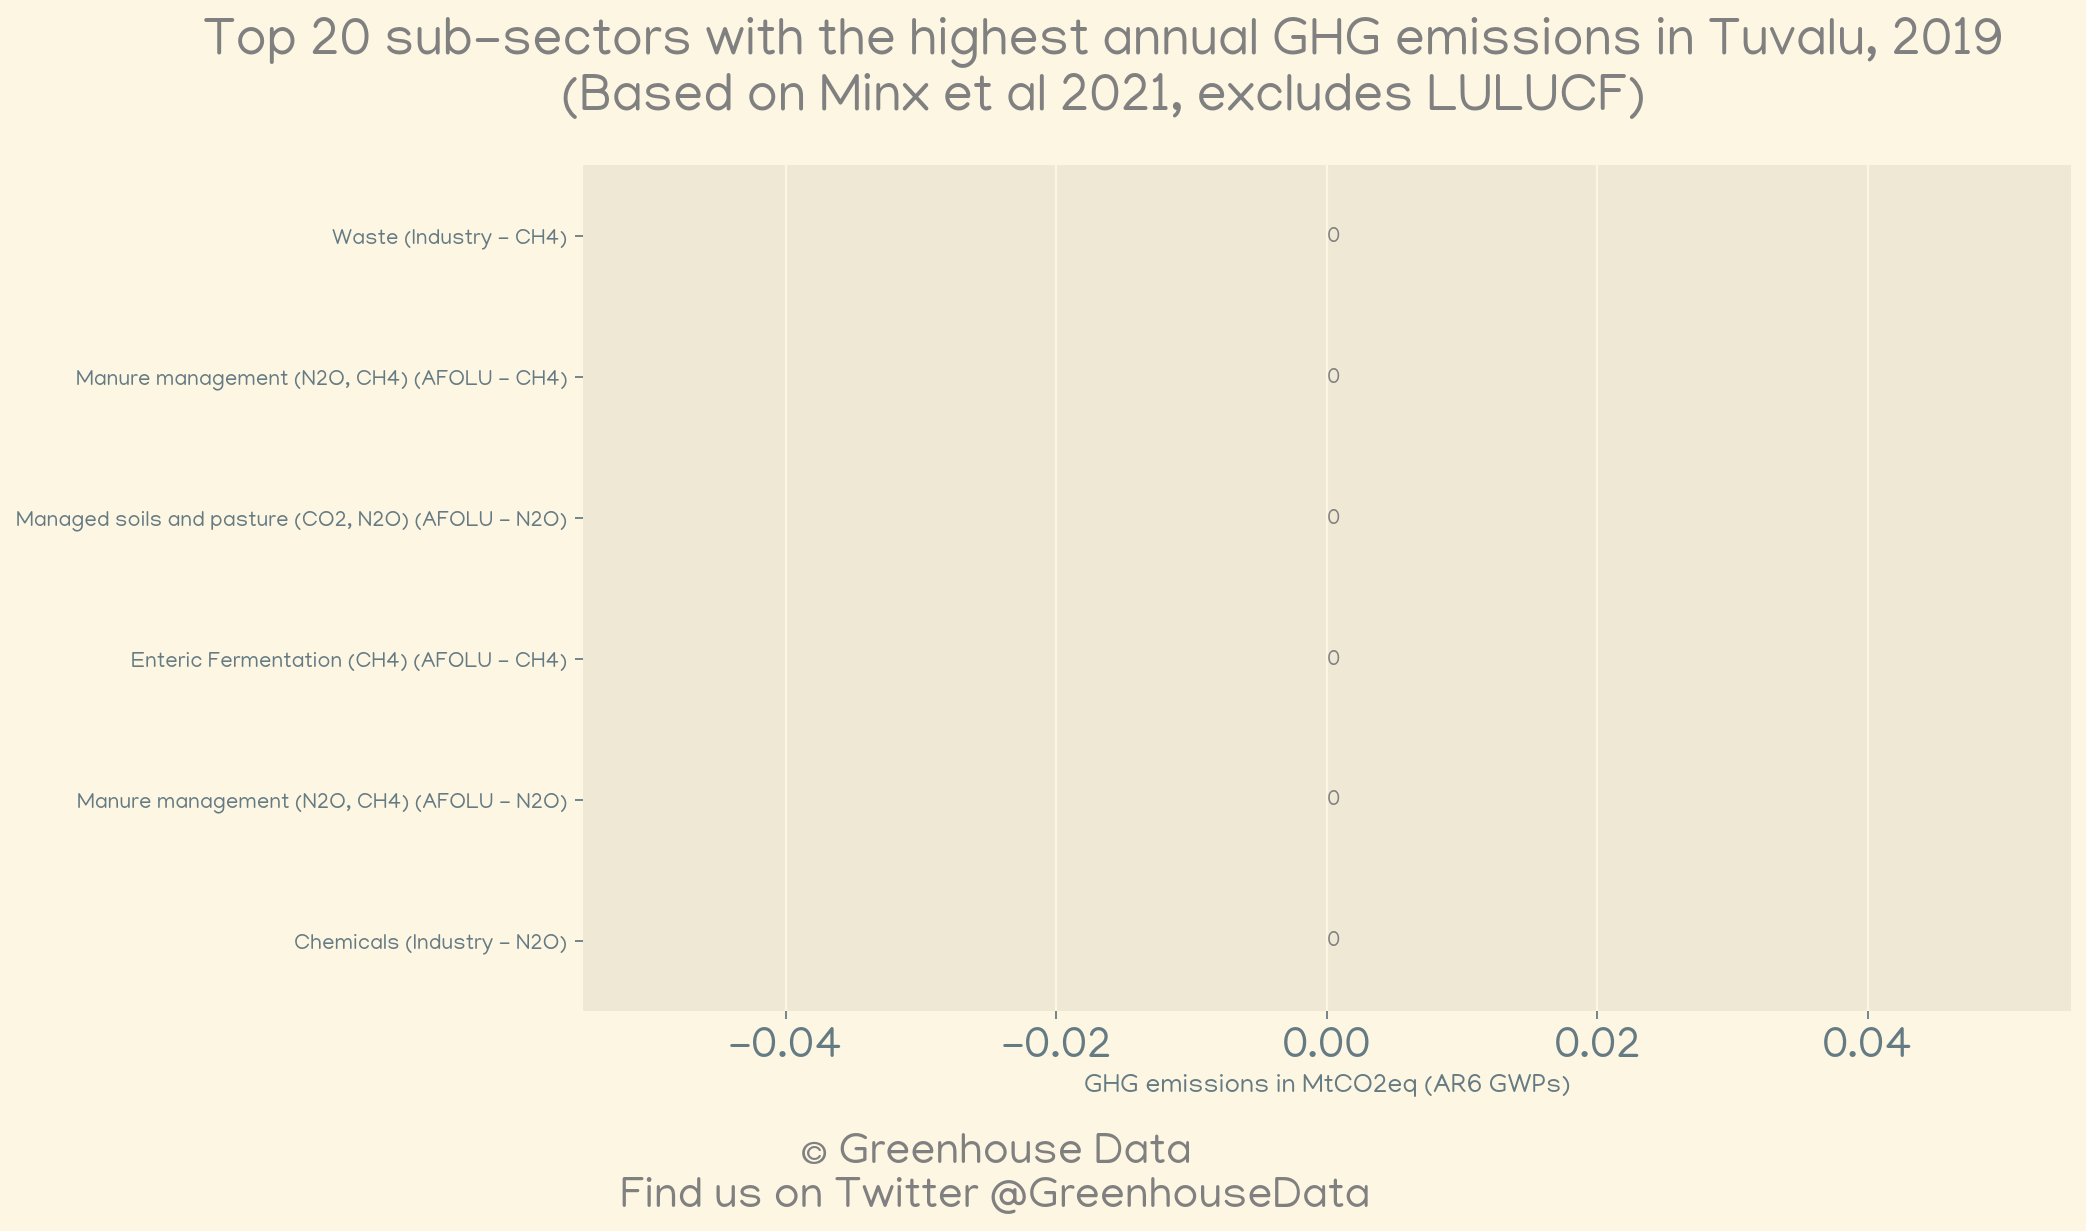 Top 20 sub-sectors with the highest annual GHG emissions in Tuvalu, 2019
(Based on Minx et al 2021, excludes LULUCF)
Waste (Industry - CH4) 0
Manure management (N2O, CH4) (AFOLU - CH4) 0
Managed soils and pasture (CO2, N2O) (AFOLU - N2O) 0
Enteric Fermentation (CH4) (AFOLU - CH4) 0
Manure management (N2O, CH4) (AFOLU - N2O) 0
Chemicals (Industry - N2O) 0
-0.04 -0.02 0.00 0.02 0.04
GHG emissions in MtCO2eq (AR6 GWPs)
© Greenhouse Data
Find us on Twitter @GreenhouseData